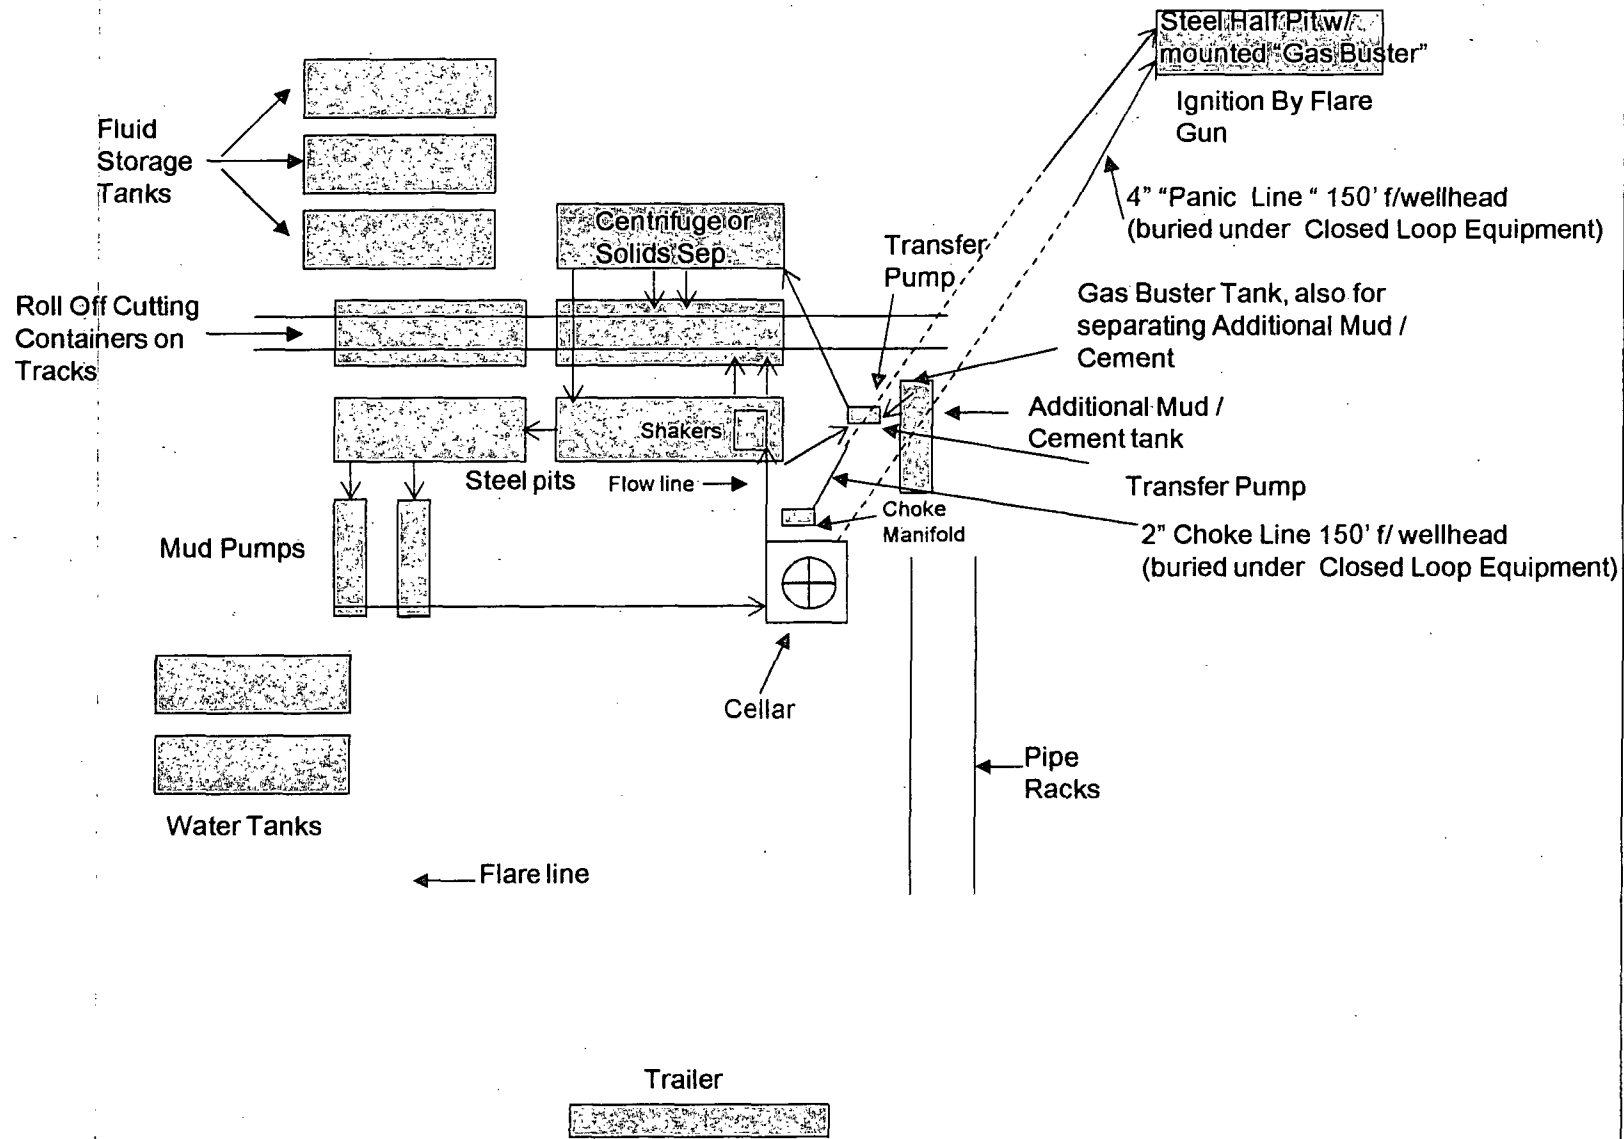 Steel Half Pit w/
mounted "Gas Buster"
Ignition By Flare
Gun
Fluid
Storage
Tanks
4" "Panic Line " 150' f/wellhead
(buried under Closed Loop Equipment)
Centrifuge or
Solids Sep
Transfer
Pump
Gas Buster Tank, also for
separating Additional Mud /
Cement
Roll Off Cutting
Containers on
Tracks
Additional Mud /
Cement tank
Shakers
Steel pits
Flow line
Transfer Pump
Choke
Manifold
2" Choke Line 150' f/ wellhead
(buried under Closed Loop Equipment)
Mud Pumps
Cellar
Pipe
Racks
Water Tanks
Flare line
Trailer